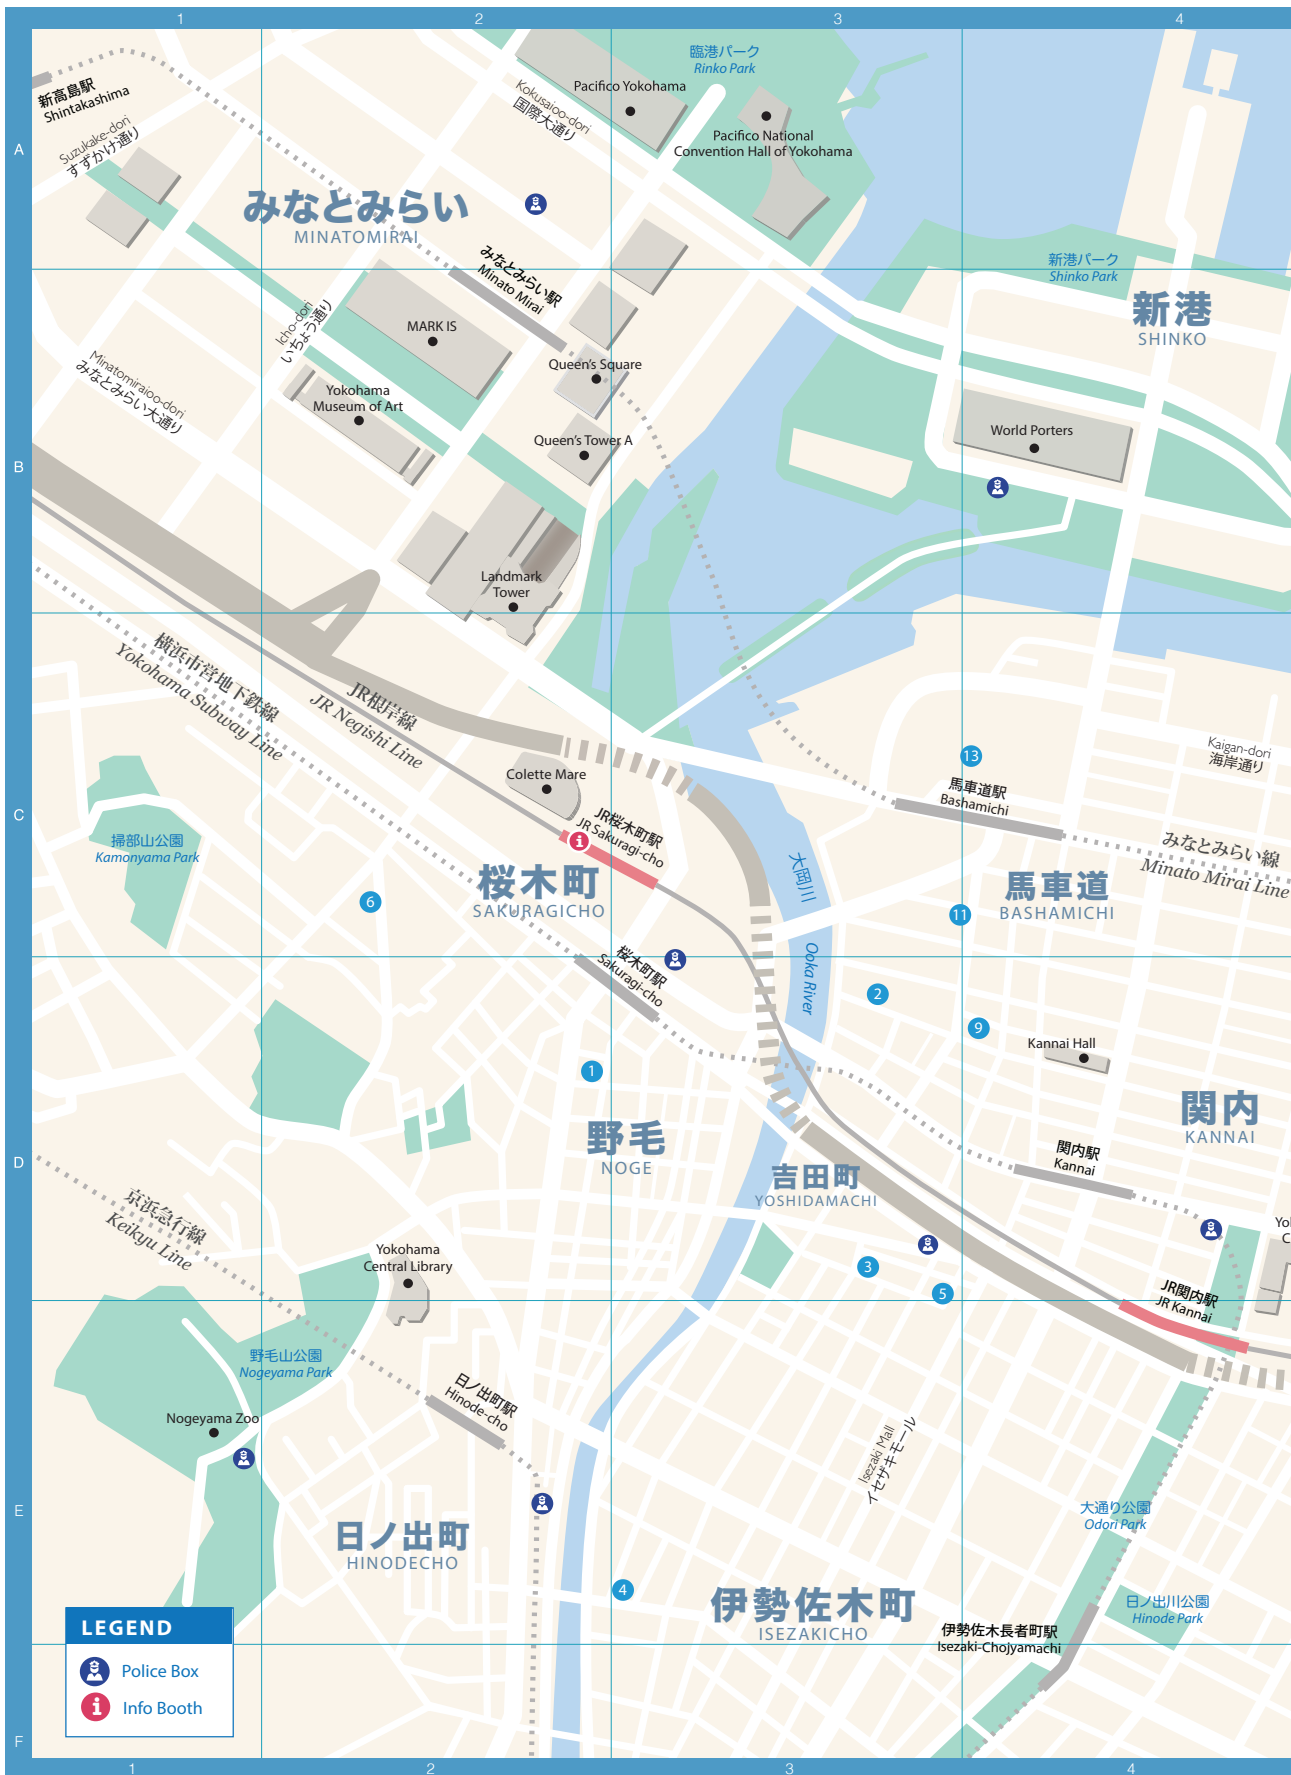 1
2
3
4
臨港パーク
Rinko Park
Pacifico Yokohama
新高島駅
Shintakashima
Kokusaioo-dori
国際大通り
Pacifico National
Convention Hall of Yokohama
Suzukake-dori
すずかけ通り
A
みなとみらい
MINATOMIRAI
みなとみらい駅
Minato Mirai
新港パーク
Shinko Park
新港
SHINKO
Icho-dori
いちょう通り
MARK IS
Queen's Square
Minatomiraioo-dori
みなとみらい大通り
Yokohama
Museum of Art
Queen's Tower A
World Porters
B
Landmark
Tower
横浜市営地下鉄線
Yokohama Subway Line
JR根岸線
JR Negishi Line
Kaigan-dori
海岸通り
13
Colette Mare
馬車道駅
Bashamichi
JR桜木町駅
JR Sakuragi-cho
C
掃部山公園
Kamonyama Park
みなとみらい線
Minato Mirai Line
大岡川
Ooka River
桜木町
SAKURAGICHO
馬車道
BASHAMICHI
6
11
桜木町駅
Sakuragi-cho
2
9
Kannai Hall
1
関内
KANNAI
野毛
NOGE
関内駅
Kannai
D
吉田町
YOSHIDAMACHI
京浜急行線
Keikyu Line
Yokohama
Central Library
Yo
C
3
5
JR関内駅
JR Kannai
野毛山公園
Nogeyama Park
日ノ出町駅
Hinode-cho
Nogeyama Zoo
Isezaki Mall
イセザキモール
E
大通り公園
Odori Park
日ノ出町
HINODECHO
4
伊勢佐木町
ISEZAKICHO
日ノ出川公園
Hinode Park
伊勢佐木長者町駅
Isezaki-Chojyamachi
LEGEND
Police Box
Info Booth
F
1
2
3
4